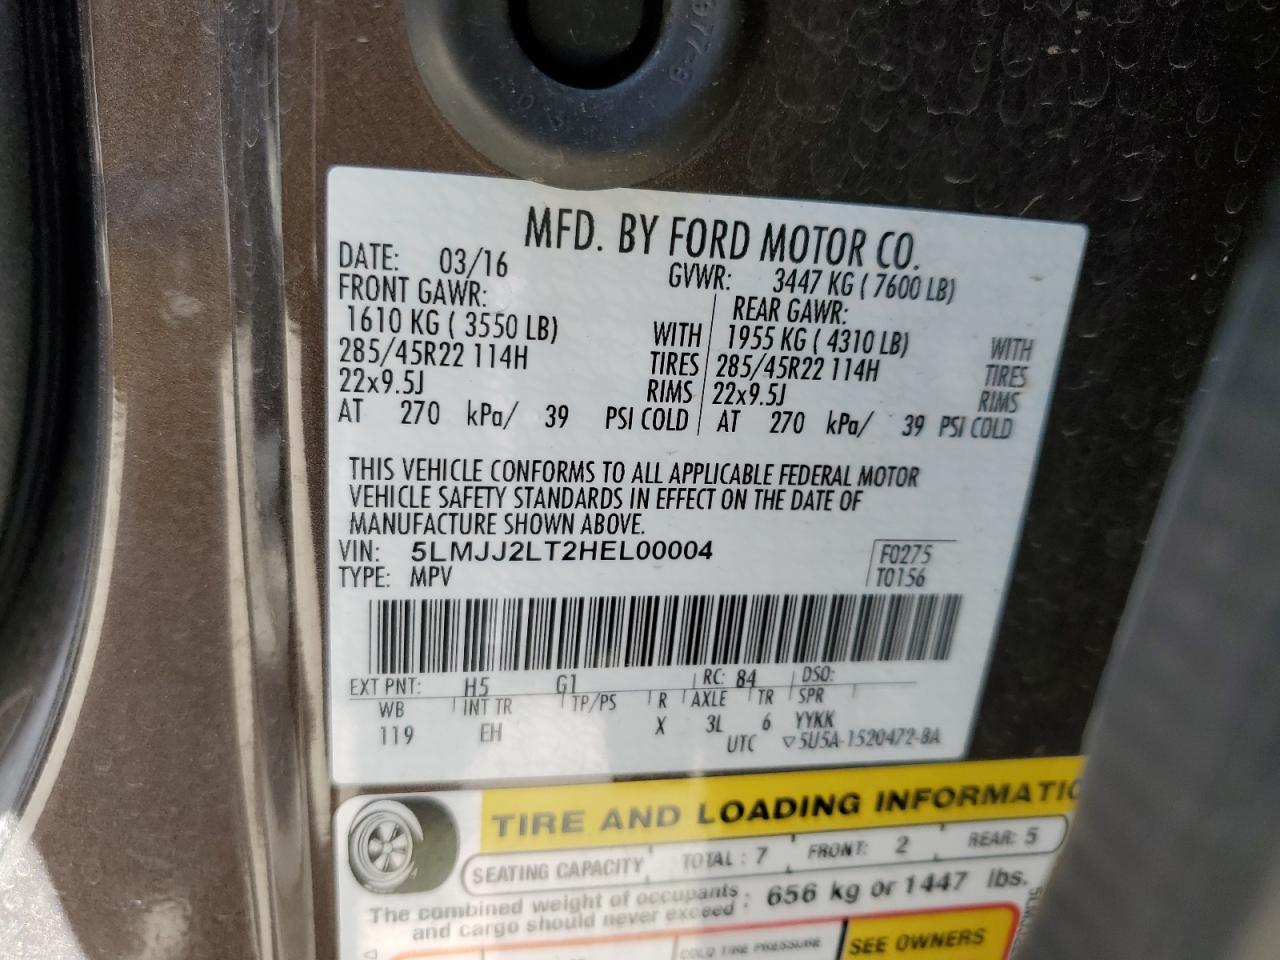 MFD. BY FORD MOTOR CO.
DATE: 03/16 GVWR: 3447 KG ( 7600 LB)
FRONT GAWR: REAR GAWR:
1610 KG ( 3550 LB) WITH 1955 KG ( 4310 LB) WITH
285/45R22 114H TIRES 285/45R22 114H TIRES
22x9.5J RIMS 22x9.5J RIMS
AT 270 kPa/ 39 PSI COLD AT 270 kPa/ 39 PSI COLD
THIS VEHICLE CONFORMS TO ALL APPLICABLE FEDERAL MOTOR
VEHICLE SAFETY STANDARDS IN EFFECT ON THE DATE OF
MANUFACTURE SHOWN ABOVE.
VIN: 5LMJJ2LT2HEL00004 F0275
TYPE: MPV T0156
EXT PNT: H5 G1 RC: 84 DSO:
WB INT TR TP/PS R AXLE TR SPR
119 EH X 3L 6 YYKK
UTC ▽5U5A-1520472-BA
TIRE AND LOADING INFORMATIO
SEATING CAPACITY TOTAL : 7 FRONT: 2 REAR: 5
The combined weight of occupants : 656 kg or 1447 lbs.
and cargo should never exceed
COLD TIRE PRESSURE SEE OWNERS